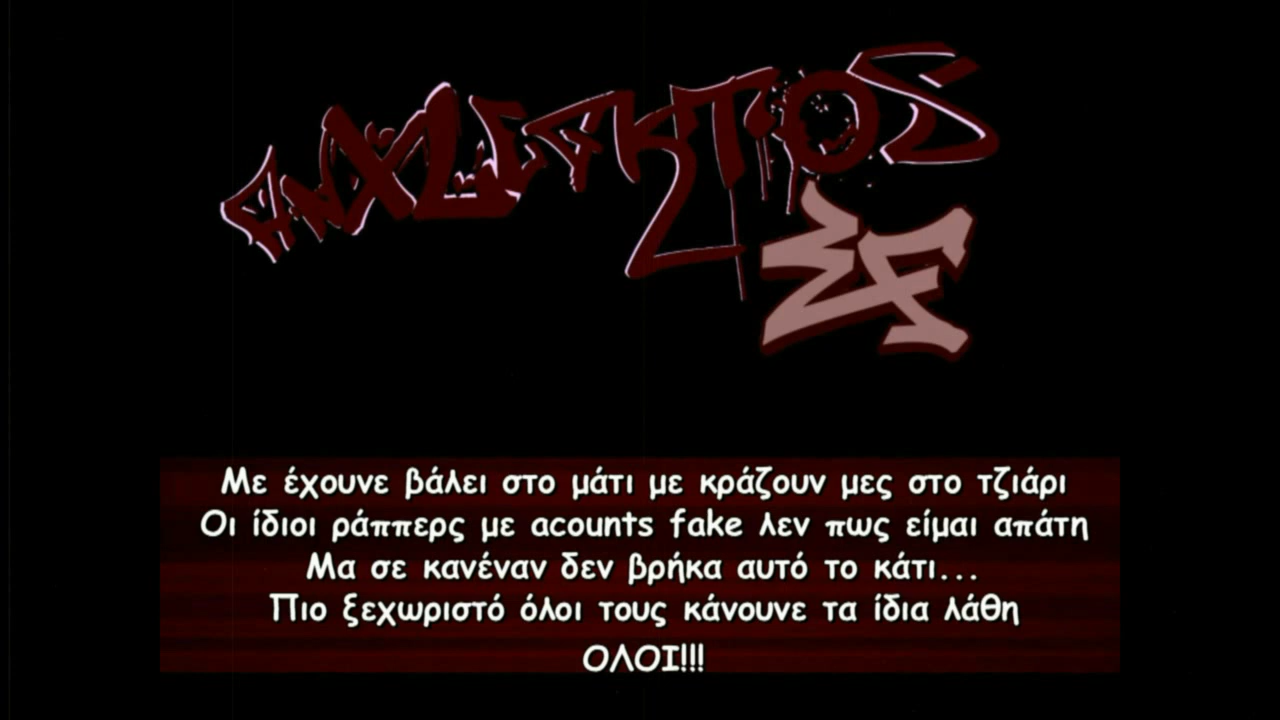 Με έχουνε βάλει στο μάτι με κράζουν μες στο τζιάρι
Οι ίδιοι ράππερς με acounts fake λεν πως είμαι απάτη
Μα σε κανέναν δεν βρήκα αυτό το κάτι...
Πιο ξεχωριστό όλοι τους κάνουνε τα ίδια λάθη
ΟΛΟΙ!!!